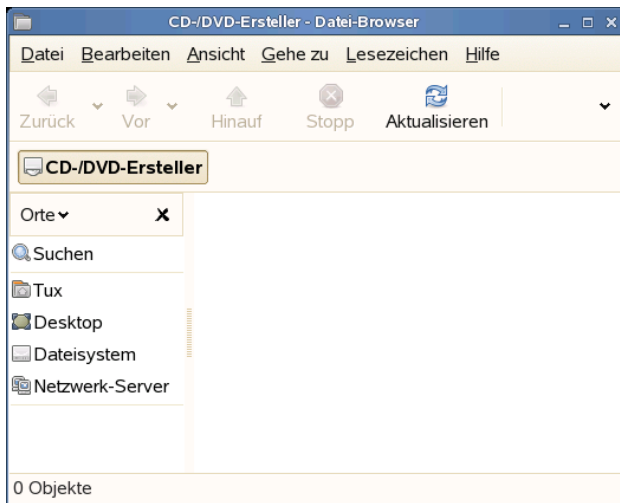 CD-/DVD-Ersteller - Datei-Browser
Datei Bearbeiten Ansicht Gehe zu Lesezeichen Hilfe
Zurück Vor Hinauf Stopp Aktualisieren
CD-/DVD-Ersteller
Orte
Suchen
Tux
Desktop
Dateisystem
Netzwerk-Server
0 Objekte